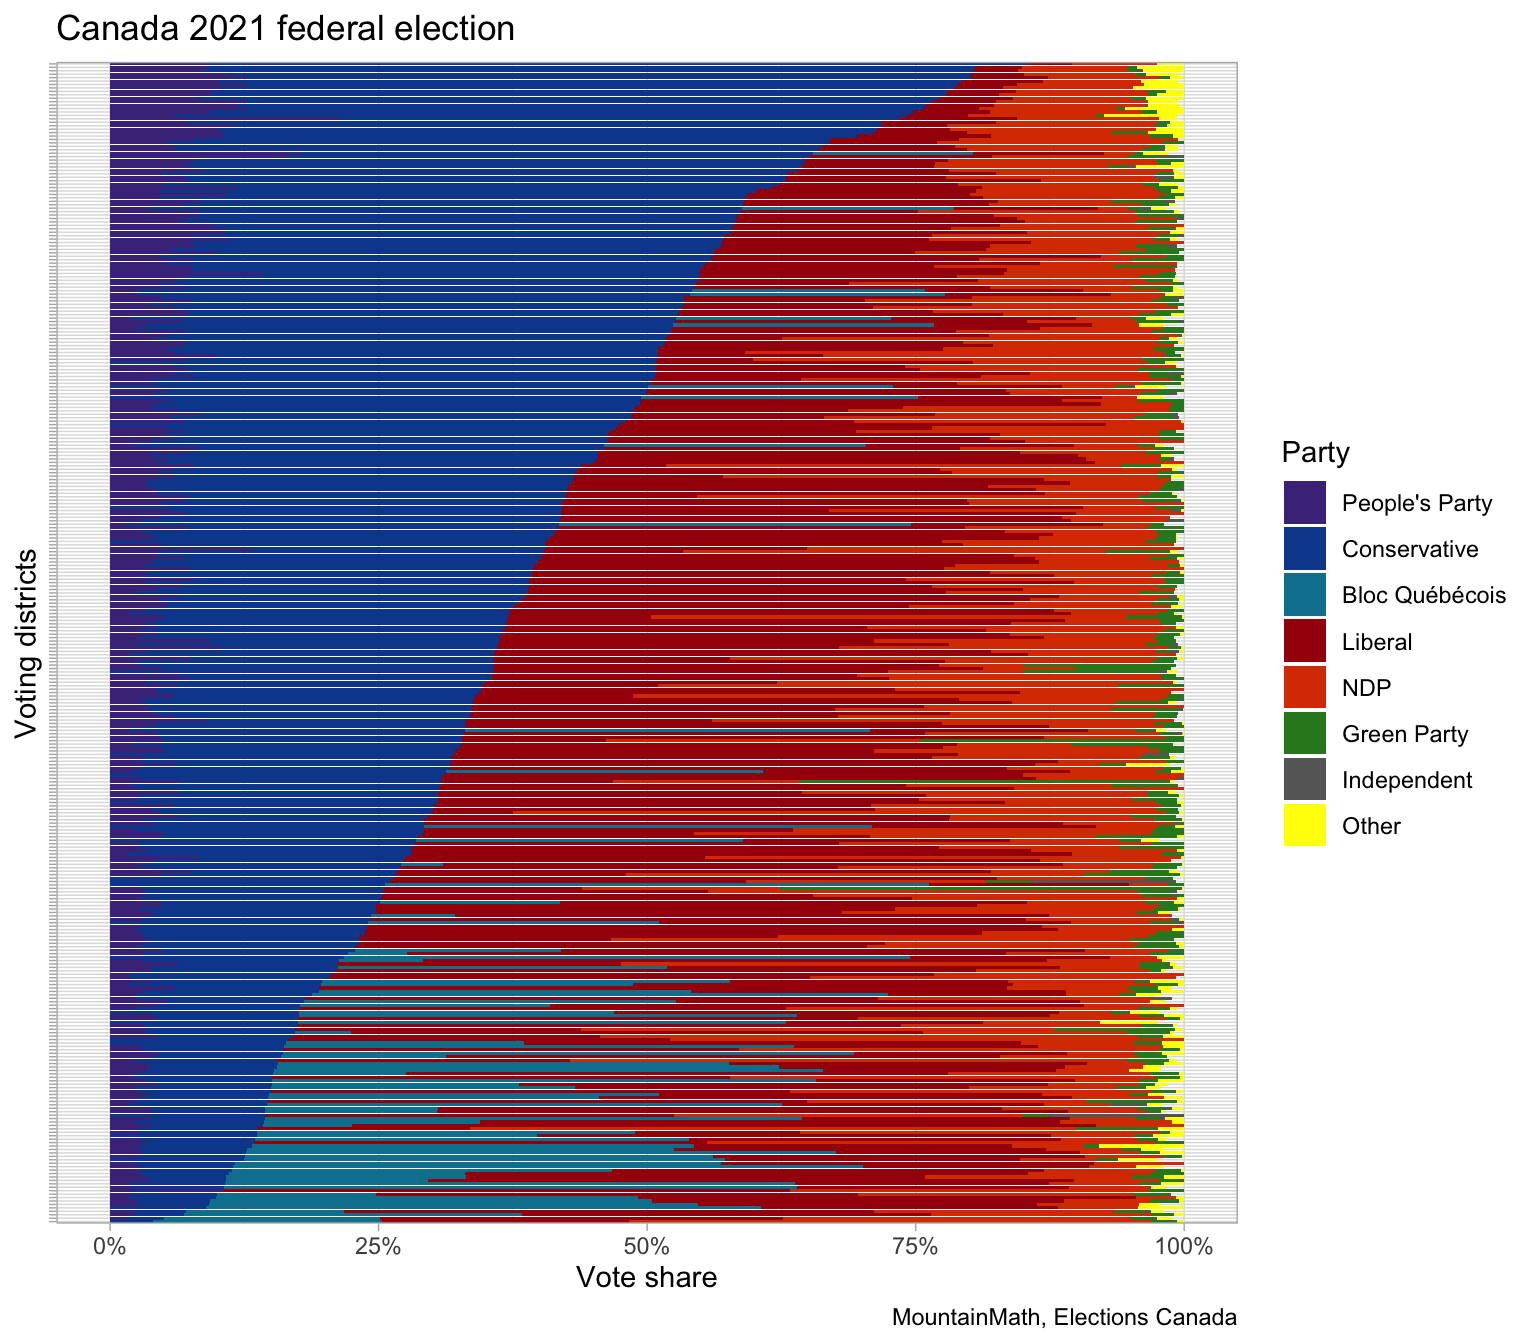 Canada 2021 federal election
Voting districts
0% 25% 50% 75% 100%
Vote share
Party
People's Party
Conservative
Bloc Québécois
Liberal
NDP
Green Party
Independent
Other
MountainMath, Elections Canada